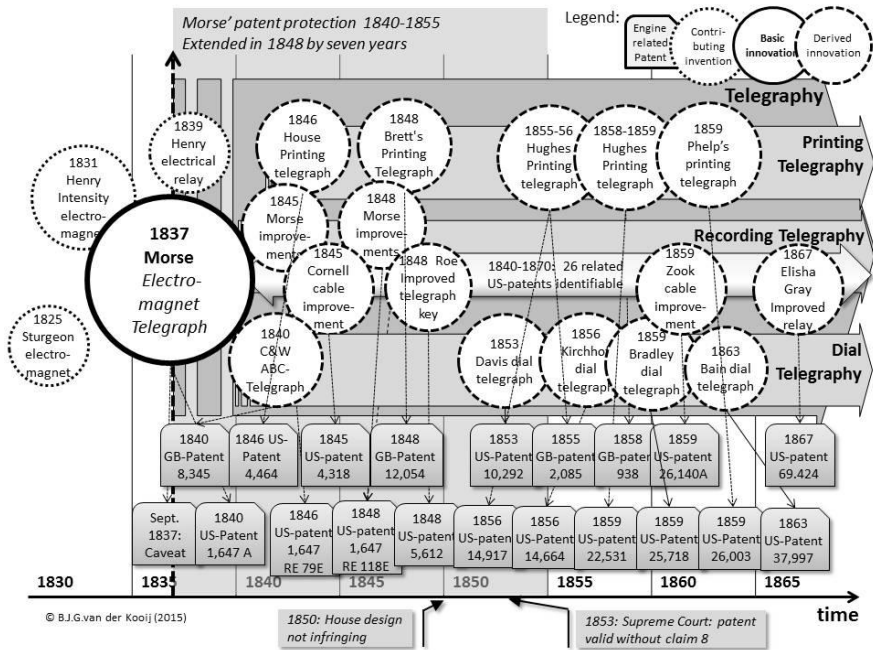 Morse' patent protection 1840-1855
Extended in 1848 by seven years
Legend:
Engine
related
Patent
Contri-
buting
invention
Basic
innovation
Derived
innovation
Telegraphy
1839
Henry
electrical
relay
1846
House
Printing
telegraph
1848
Brett's
Printing
Telegraph
1855-56
Hughes
Printing
telegraph
1858-1859
Hughes
Printing
telegraph
1859
Phelp's
printing
telegraph
Printing
Telegraphy
1831
Henry
Intensity
electro-
magnet
1837
Morse
Electro-
magnet
Telegraph
1845
Morse
improve-
ments
1848
Morse
improve-
ments
Recording Telegraphy
1845
Cornell
cable
improvement
1848 Roe
Improved
telegraph
key
1840-1870: 26 related
US-patents identifiable
1859
Zook
cable
improve-
ment
1867
Elisha
Gray
Improved
relay
1825
Sturgeon
electro-
magnet
1840
C&W
ABC-
Telegraph
1853
Davis dial
telegraph
1856
Kirchhof
dial
telegraph
1859
Bradley
dial
telegraph
1863
Bain dial
telegraph
Dial
Telegraphy
1840
GB-Patent
8,345
1846 US-
Patent
4,464
1845
US-patent
4,318
1848
GB-Patent
12,054
1853
US-Patent
10,292
1855
GB-patent
2,085
1858
GB-patent
938
1859
US-patent
26,140A
1867
US-patent
69.424
Sept.
1837:
Caveat
1840
US-Patent
1,647 A
1846
US-patent
1,647
RE 79E
1848
US-patent
1,647
RE 118E
1848
US-patent
5,612
1856
US-patent
14,917
1856
US-Patent
14,664
1859
US-patent
22,531
1859
US-patent
25,718
1859
US-patent
26,003
1863
US-Patent
37,997
1830
1835
1840
1845
1850
1855
1860
1865
time
© B.J.G.van der Kooij (2015)
1850: House design
not infringing
1853: Supreme Court: patent
valid without claim 8